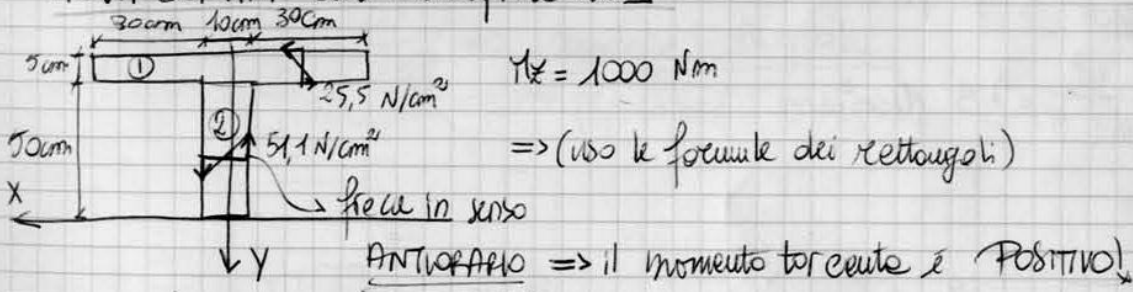 30cm 10cm 30cm
5cm
①
25,5 N/cm²
Mz = 1000 Nm
50cm
②
51,1 N/cm²
=> (uso le formule dei rettangoli)
X
frecce in senso
Y
ANTIORARIO => il momento torcente è POSITIVO!